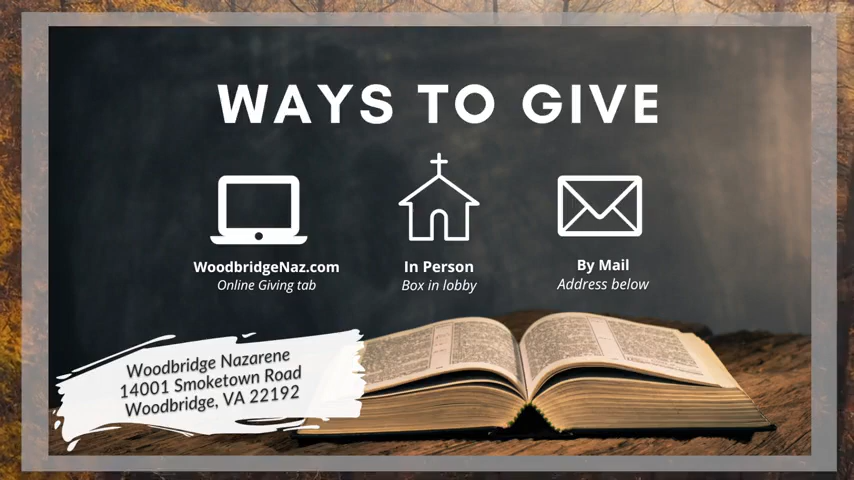 WAYS TO GIVE
WoodbridgeNaz.com
Online Giving tab
In Person
Box in lobby
By Mail
Address below
Woodbridge Nazarene
14001 Smoketown Road
Woodbridge, VA 22192